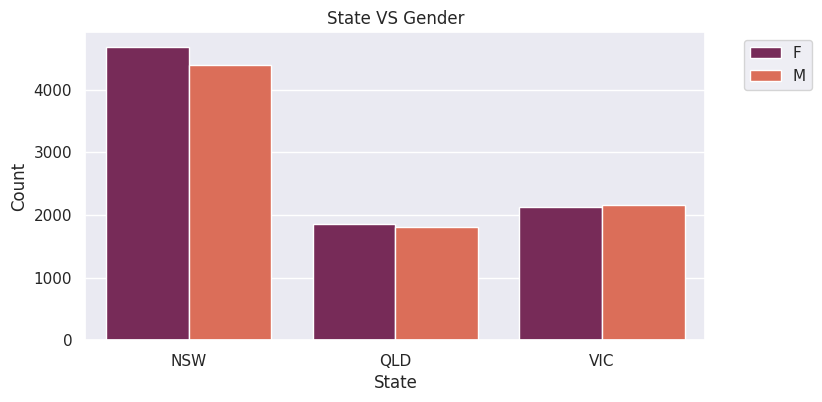 State VS Gender
F
M
Count
4000
3000
2000
1000
0
NSW QLD VIC
State